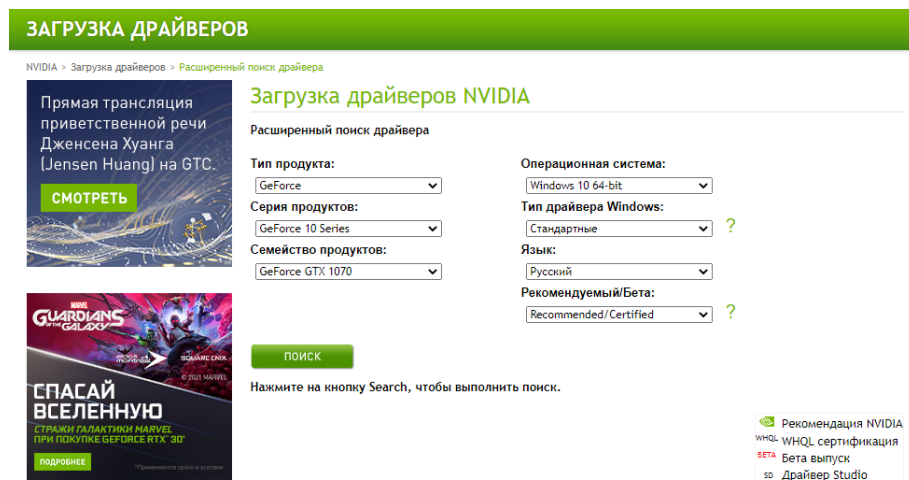 ЗАГРУЗКА ДРАЙВЕРОВ
NVIDIA > Загрузка драйверов > Расширенный поиск драйвера
Прямая трансляция
приветственной речи
Дженсена Хуанга
(Jensen Huang) на GTC.
СМОТРЕТЬ
MARVEL
GUARDIANS
OF THE GALAXY
EIDOS MONTRÉAL
SQUARE ENIX
© 2021 MARVEL
СПАСАЙ
ВСЕЛЕННУЮ
СТРАЖИ ГАЛАКТИКИ MARVEL
ПРИ ПОКУПКЕ GEFORCE RTX™ 30*
ПОДРОБНЕЕ
*Применяются сроки и условия
Загрузка драйверов NVIDIA
Расширенный поиск драйвера
Тип продукта:
GeForce
Серия продуктов:
GeForce 10 Series
Семейство продуктов:
GeForce GTX 1070
Операционная система:
Windows 10 64-bit
Тип драйвера Windows:
Стандартные
?
Язык:
Русский
Рекомендуемый/Бета:
Recommended/Certified
?
ПОИСК
Нажмите на кнопку Search, чтобы выполнить поиск.
Рекомендация NVIDIA
WHQL WHQL сертификация
BETA Бета выпуск
SD Драйвер Studio